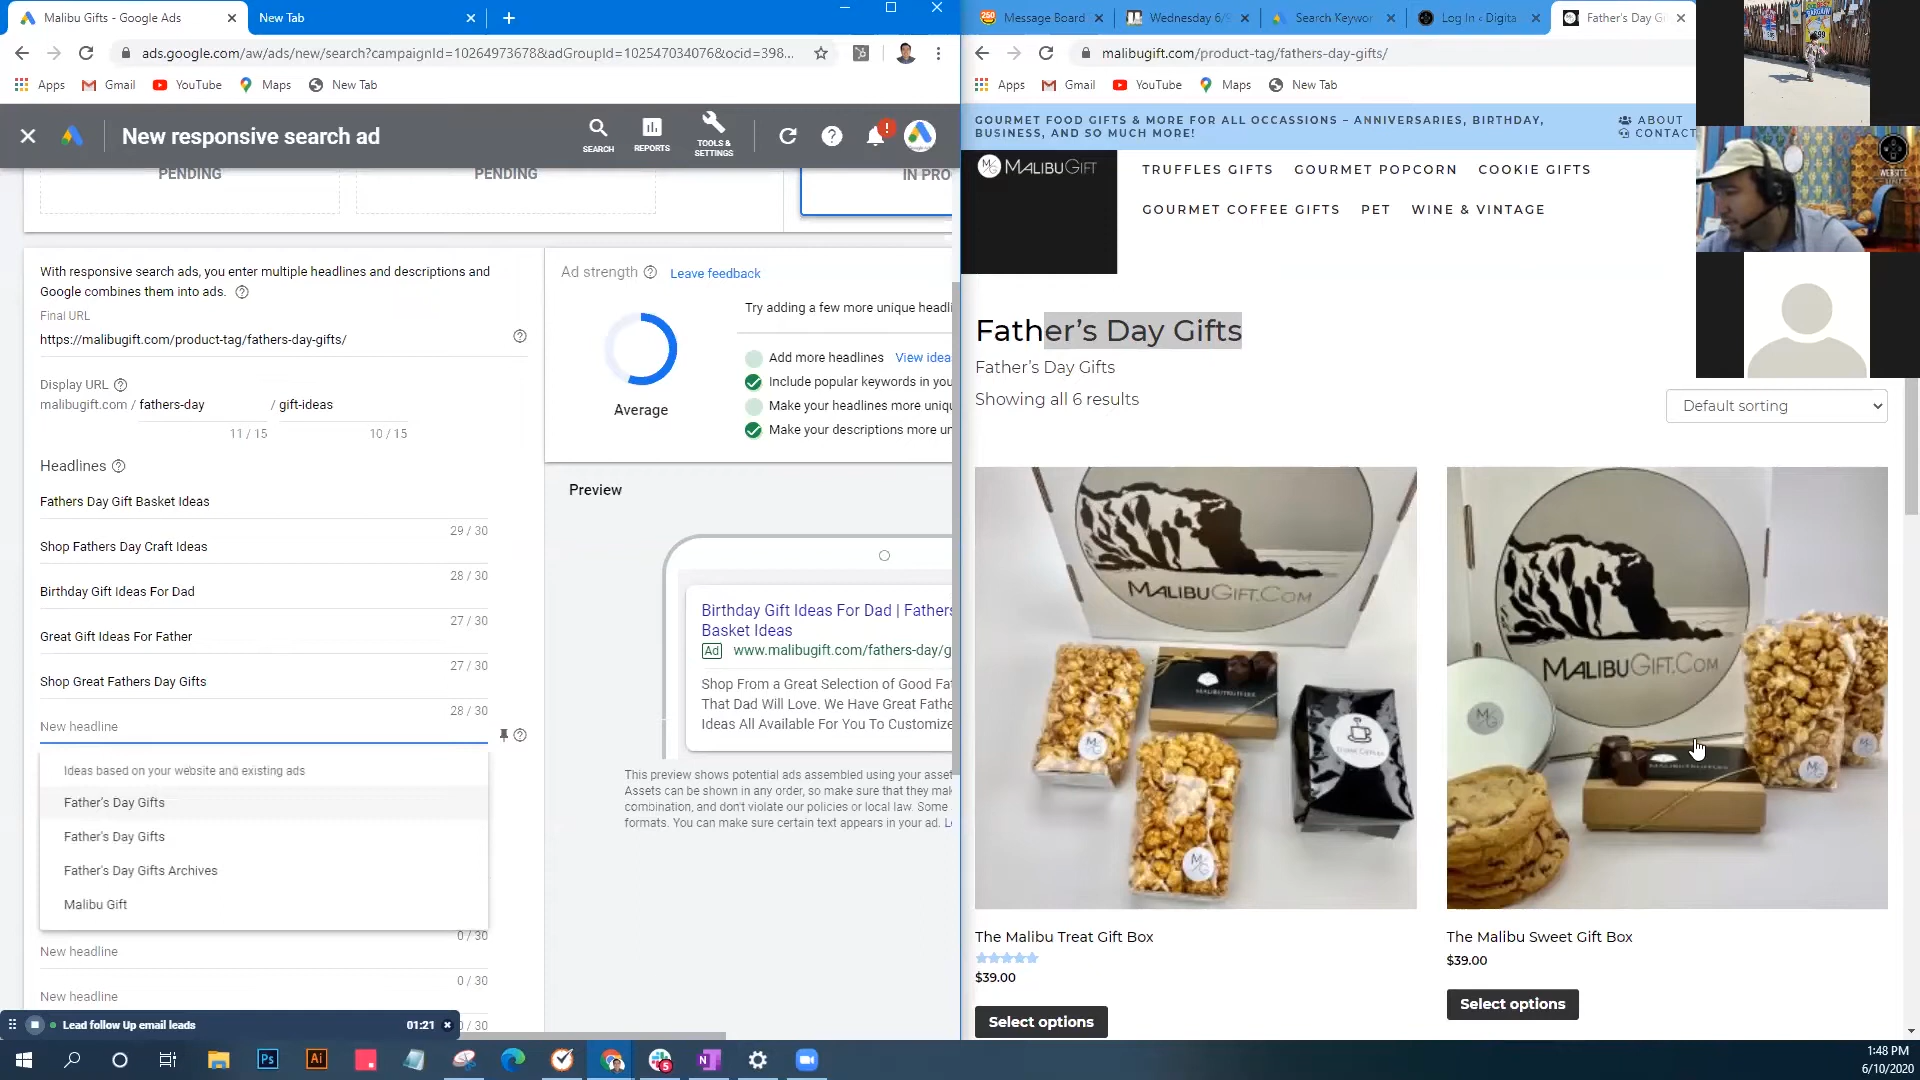 Malibu Gifts - Google Ads
New Tab
ads.google.com/aw/ads/new/search?campaignId=10264973678&adGroupId=102547034076&ocid=398...
Apps
Gmail
YouTube
Maps
New Tab
New responsive search ad
SEARCH
REPORTS
TOOLS &
SETTINGS
!
PENDING
PENDING
IN PRO
With responsive search ads, you enter multiple headlines and descriptions and
Google combines them into ads.
Final URL
https://malibugift.com/product-tag/fathers-day-gifts/
Display URL
malibugift.com / fathers-day / gift-ideas
11 / 15
10 / 15
Headlines
Fathers Day Gift Basket Ideas
29 / 30
Shop Fathers Day Craft Ideas
28 / 30
Birthday Gift Ideas For Dad
27 / 30
Great Gift Ideas For Father
27 / 30
Shop Great Fathers Day Gifts
28 / 30
New headline
Ideas based on your website and existing ads
Father's Day Gifts
Father's Day Gifts
Father's Day Gifts Archives
Malibu Gift
0 / 30
New headline
0 / 30
New headline
0 / 30
Ad strength
Leave feedback
Average
Try adding a few more unique headli
Add more headlines View idea
Include popular keywords in you
Make your headlines more uniqu
Make your descriptions more un
Preview
Birthday Gift Ideas For Dad | Fathers
Basket Ideas
Ad www.malibugift.com/fathers-day/g
Shop From a Great Selection of Good Fa
That Dad Will Love. We Have Great Fathe
Ideas All Available For You To Customize
This preview shows potential ads assembled using your asset
Assets can be shown in any order, so make sure that they mak
combination, and don't violate our policies or local law. Some
formats. You can make sure certain text appears in your ad. L
Lead follow Up email leads
01:21
Message Board
Wednesday 6/
Search Keywor
Log In ‹ Digita
Father's Day G
malibugift.com/product-tag/fathers-day-gifts/
Apps
Gmail
YouTube
Maps
New Tab
GOURMET FOOD GIFTS & MORE FOR ALL OCCASSIONS – ANNIVERSARIES, BIRTHDAY,
BUSINESS, AND SO MUCH MORE!
ABOUT
CONTACT
MALIBUGIFT
TRUFFLES GIFTS
GOURMET POPCORN
COOKIE GIFTS
GOURMET COFFEE GIFTS
PET
WINE & VINTAGE
Father's Day Gifts
Father's Day Gifts
Showing all 6 results
Default sorting
MALIBUGIFT.COM
MALIBUGIFT.COM
The Malibu Treat Gift Box
$39.00
Select options
The Malibu Sweet Gift Box
$39.00
Select options
1:48 PM
6/10/2020